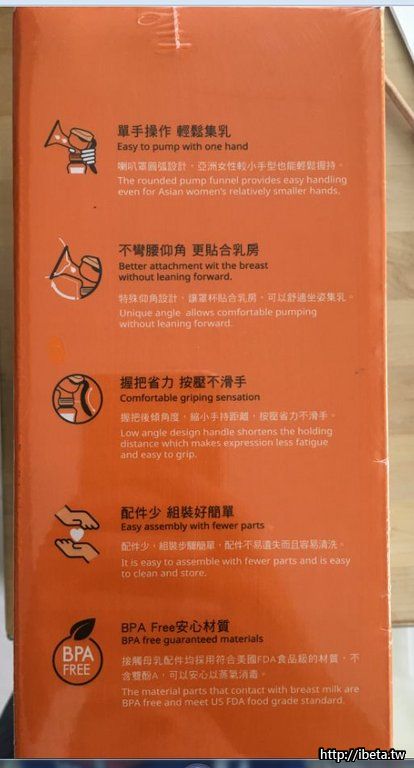 單手操作 輕鬆集乳
Easy to pump with one hand
喇叭罩圓弧設計，亞洲女性較小手型也能輕鬆握持。
The rounded pump funnel provides easy handling
even for Asian women's relatively smaller hands.
不彎腰仰角 更貼合乳房
Better attachment wit the breast
without leaning forward.
特殊仰角設計，讓罩杯貼合乳房，可以舒適坐姿集乳。
Unique angle allows comfortable pumping
without leaning forward.
握把省力 按壓不滑手
Comfortable griping sensation
握把後傾角度，縮小手持距離，按壓省力不滑手。
Low angle design handle shortens the holding
distance which makes expression less fatigue
and easy to grip.
配件少 組裝好簡單
Easy assembly with fewer parts
配件少、組裝步驟簡單，配件不易遺失而且容易清洗。
It is easy to assemble with fewer parts and is easy
to clean and store.
BPA FREE
BPA Free安心材質
BPA free guaranteed materials
接觸母乳配件均採用符合美國FDA食品級的材質，不
含雙酚A，可以安心以蒸氣消毒。
The material parts that contact with breast milk are
BPA free and meet US FDA food grade standard.
http://ibeta.tw